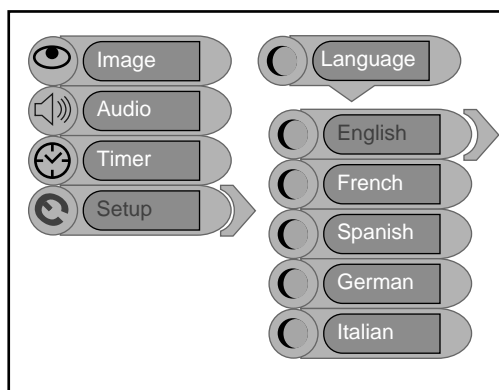 Image
Audio
Timer
Setup
Language
English
French
Spanish
German
Italian